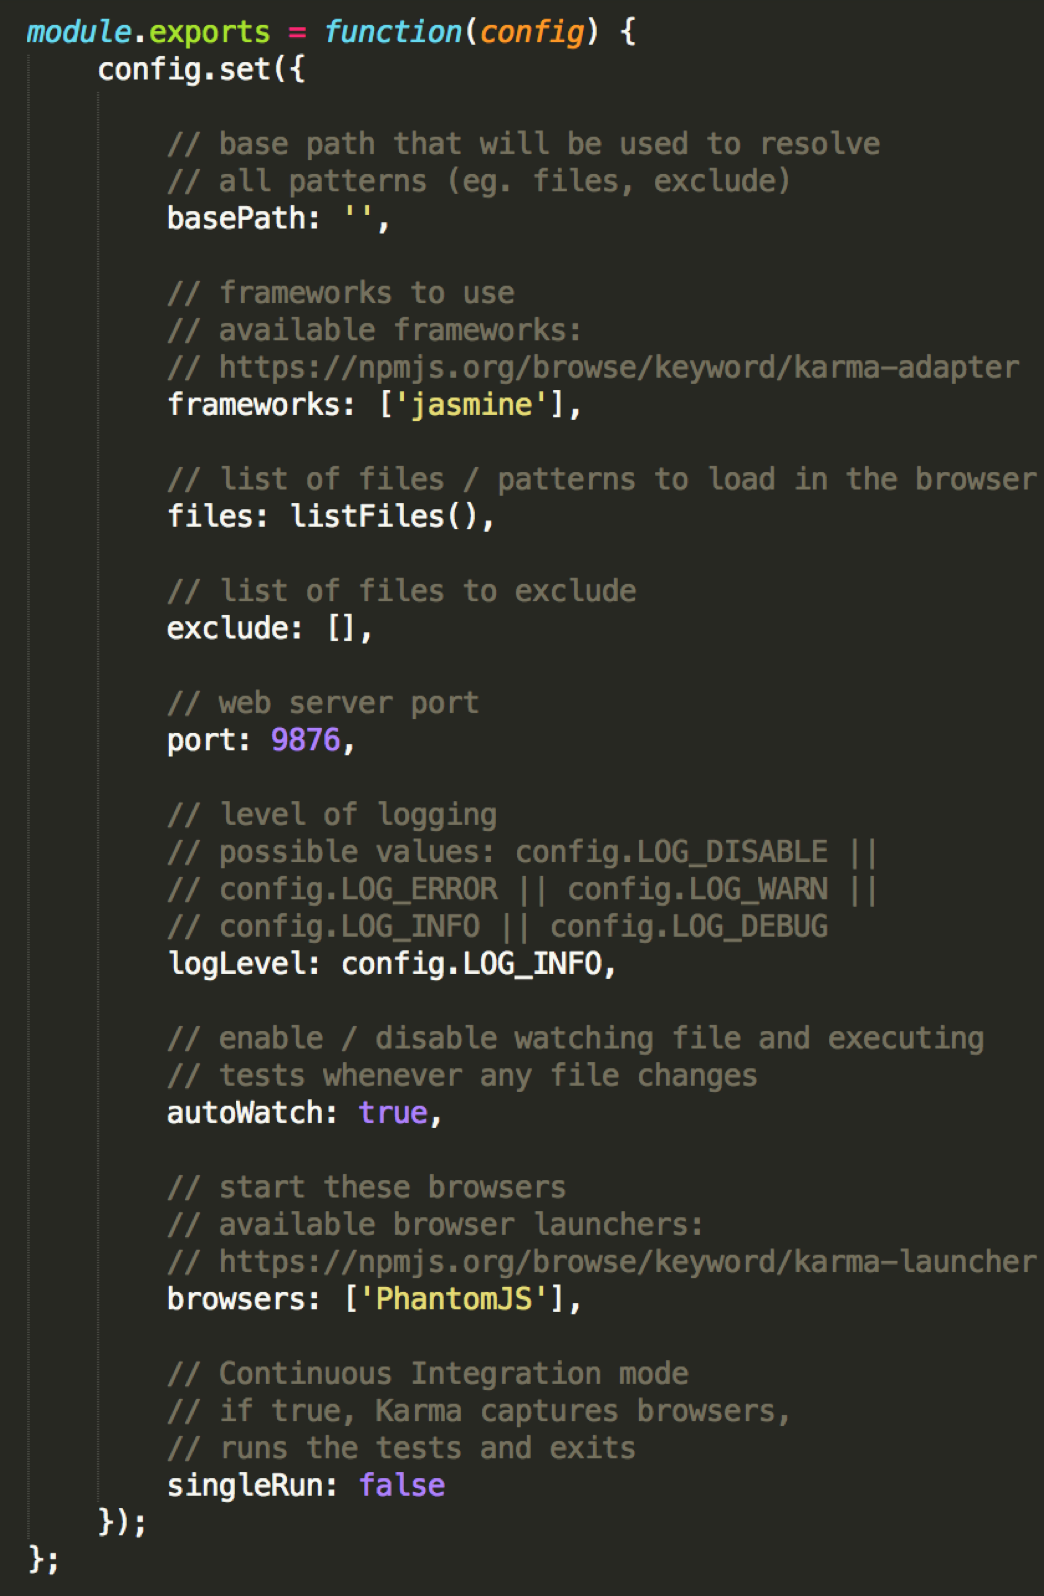 module.exports = function(config) {
    config.set({

        // base path that will be used to resolve
        // all patterns (eg. files, exclude)
        basePath: '',

        // frameworks to use
        // available frameworks:
        // https://npmjs.org/browse/keyword/karma-adapter
        frameworks: ['jasmine'],

        // list of files / patterns to load in the browser
        files: listFiles(),

        // list of files to exclude
        exclude: [],

        // web server port
        port: 9876,

        // level of logging
        // possible values: config.LOG_DISABLE ||
        // config.LOG_ERROR || config.LOG_WARN ||
        // config.LOG_INFO || config.LOG_DEBUG
        logLevel: config.LOG_INFO,

        // enable / disable watching file and executing
        // tests whenever any file changes
        autoWatch: true,

        // start these browsers
        // available browser launchers:
        // https://npmjs.org/browse/keyword/karma-launcher
        browsers: ['PhantomJS'],

        // Continuous Integration mode
        // if true, Karma captures browsers,
        // runs the tests and exits
        singleRun: false
    });
};